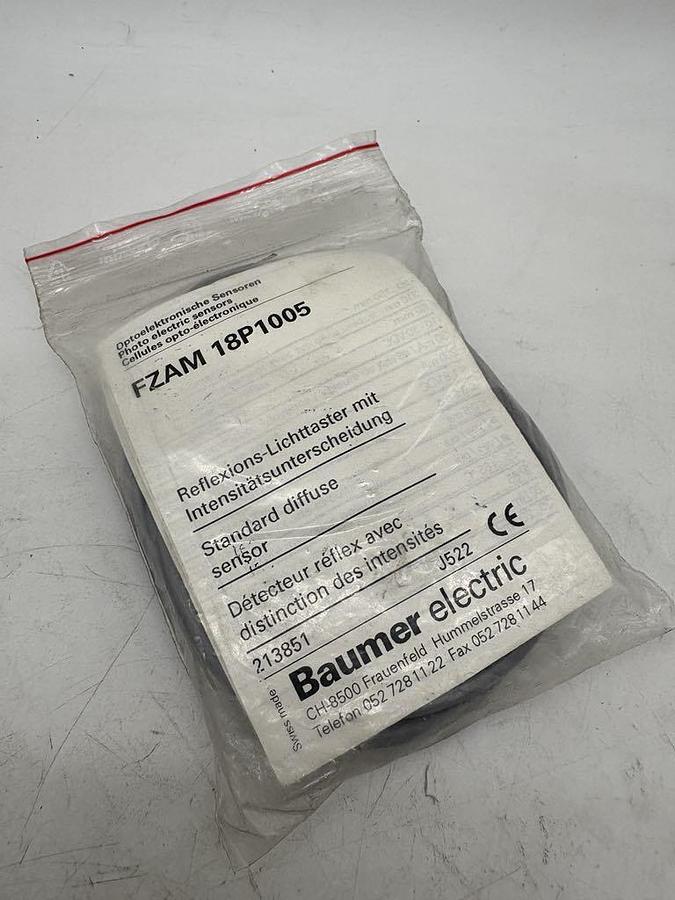 Optoelektronische Sensoren
Photo electric sensors
Cellules opto-électronique
FZAM 18P1005
Reflexions-Lichttaster mit
Intensitätsunterscheidung
Standard diffuse
sensor
Détecteur réflex avec
distinction des intensités
213851 J522 CE
Swiss made
Baumer electric
CH-8500 Frauenfeld Hummelstrasse 17
Telefon 052 728 11 22 Fax 052 728 11 44